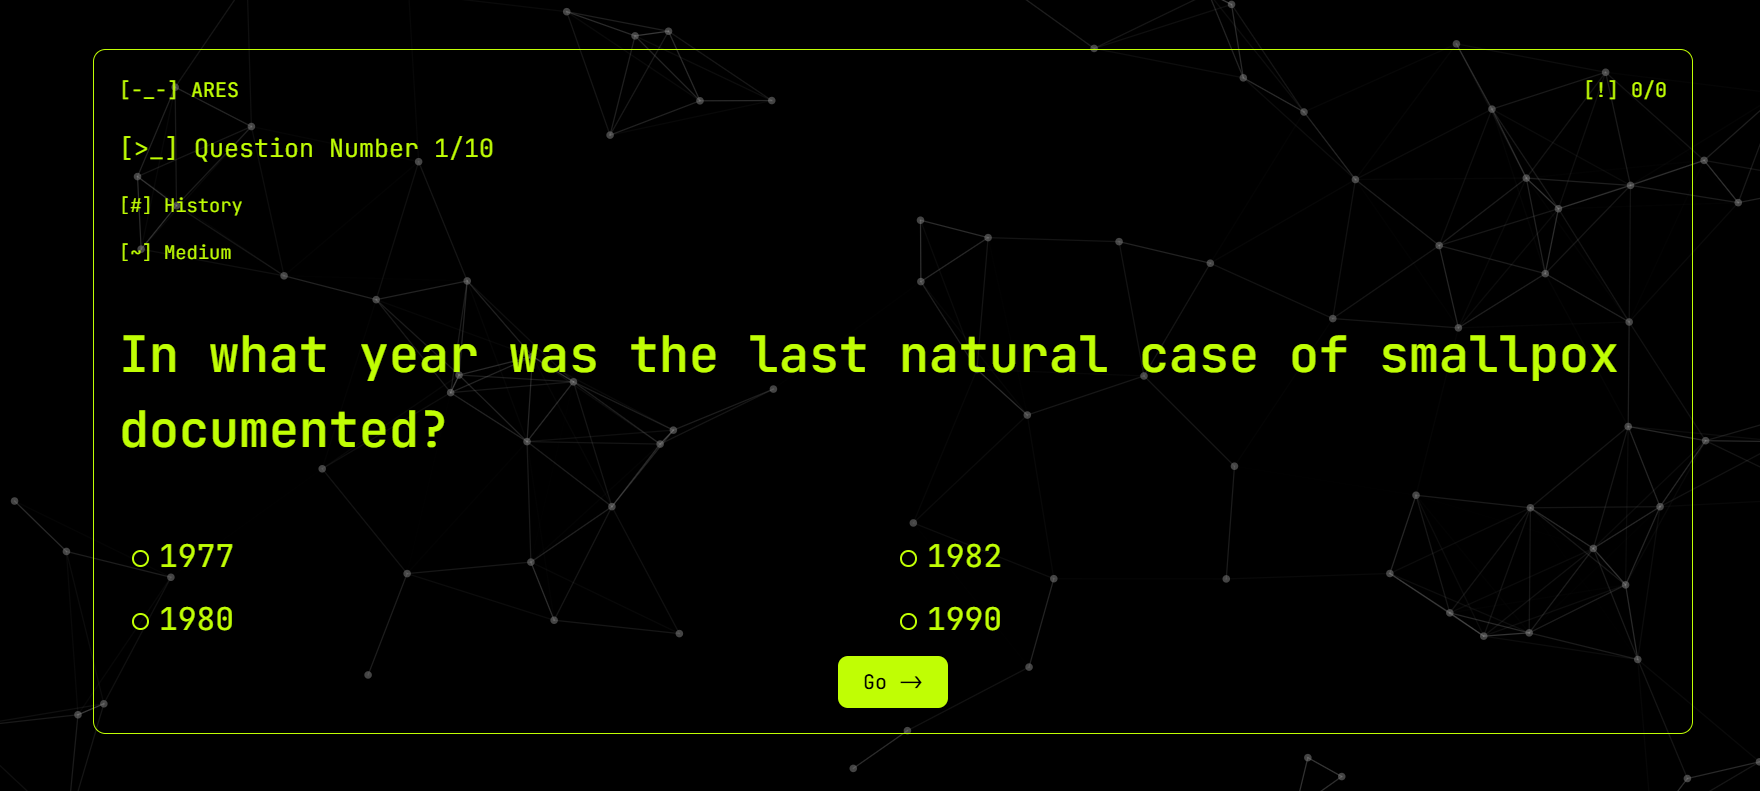 [-_-] ARES
[!] 0/0
[>_] Question Number 1/10
[#] History
[~] Medium
In what year was the last natural case of smallpox
documented?
1977
1982
1980
1990
Go →